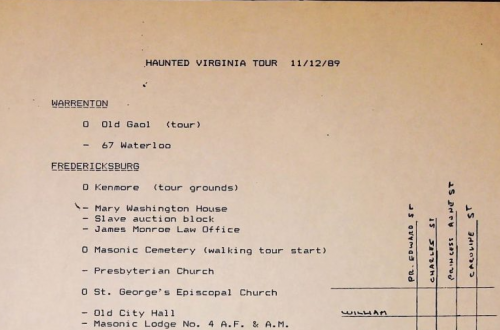 HAUNTED VIRGINIA TOUR 11/12/89
WARRENTON
O Old Gaol (tour)
- 67 Waterloo
FREDERICKSBURG
O Kenmore (tour grounds)
- Mary Washington House
- Slave auction block
- James Monroe Law Office
O Masonic Cemetery (walking tour start)
- Presbyterian Church
O St. George's Episcopal Church
- Old City Hall
- Masonic Lodge No. 4 A.F. & A.M.
PR. EDWARD ST
CHARLES ST
PRINCESS ANNE ST
CAROLINE ST
WILLIAM